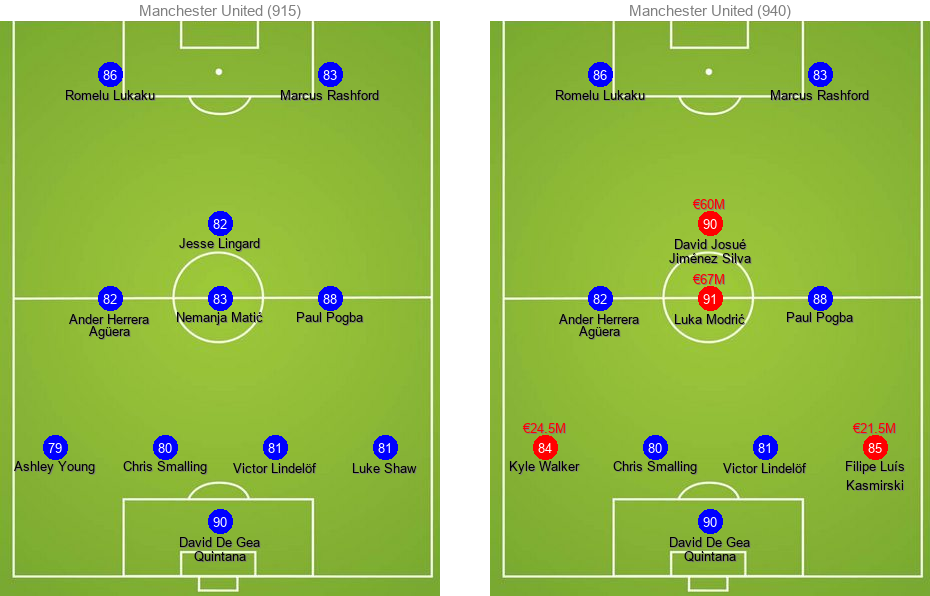 Manchester United (915)
86
83
Romelu Lukaku
Marcus Rashford
82
Jesse Lingard
82
83
88
Ander Herrera
Agüera
Nemanja Matić
Paul Pogba
79
80
81
81
Ashley Young
Chris Smalling
Victor Lindelöf
Luke Shaw
90
David De Gea
Quintana
Manchester United (940)
86
83
Romelu Lukaku
Marcus Rashford
€60M
90
David Josué
Jiménez Silva
€67M
82
91
88
Ander Herrera
Agüera
Luka Modrić
Paul Pogba
€24.5M
€21.5M
84
80
81
85
Kyle Walker
Chris Smalling
Victor Lindelöf
Filipe Luís
Kasmirski
90
David De Gea
Quintana